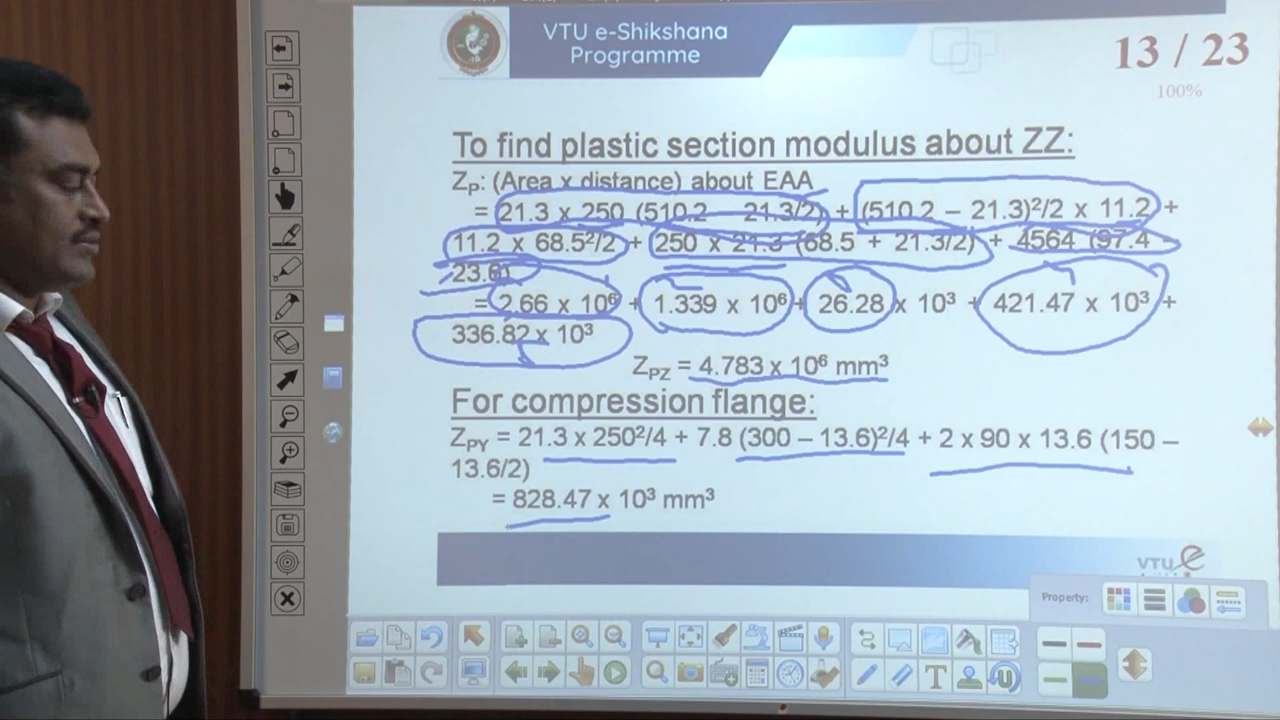 VTU e-Shikshana
Programme
13 / 23
100%
To find plastic section modulus about ZZ:
Z_P: (Area x distance) about EAA
= 21.3 x 250 (510.2 – 21.3/2) + (510.2 – 21.3)²/2 x 11.2 +
11.2 x 68.5²/2 + 250 x 21.3 (68.5 + 21.3/2) + 4564 (97.4 –
23.6)
= 2.66 x 10⁶ + 1.339 x 10⁶ + 26.28 x 10³ + 421.47 x 10³ +
336.82 x 10³
Z_PZ = 4.783 x 10⁶ mm³
For compression flange:
Z_PY = 21.3 x 250²/4 + 7.8 (300 – 13.6)²/4 + 2 x 90 x 13.6 (150 –
13.6/2)
= 828.47 x 10³ mm³
VTU e
Property: